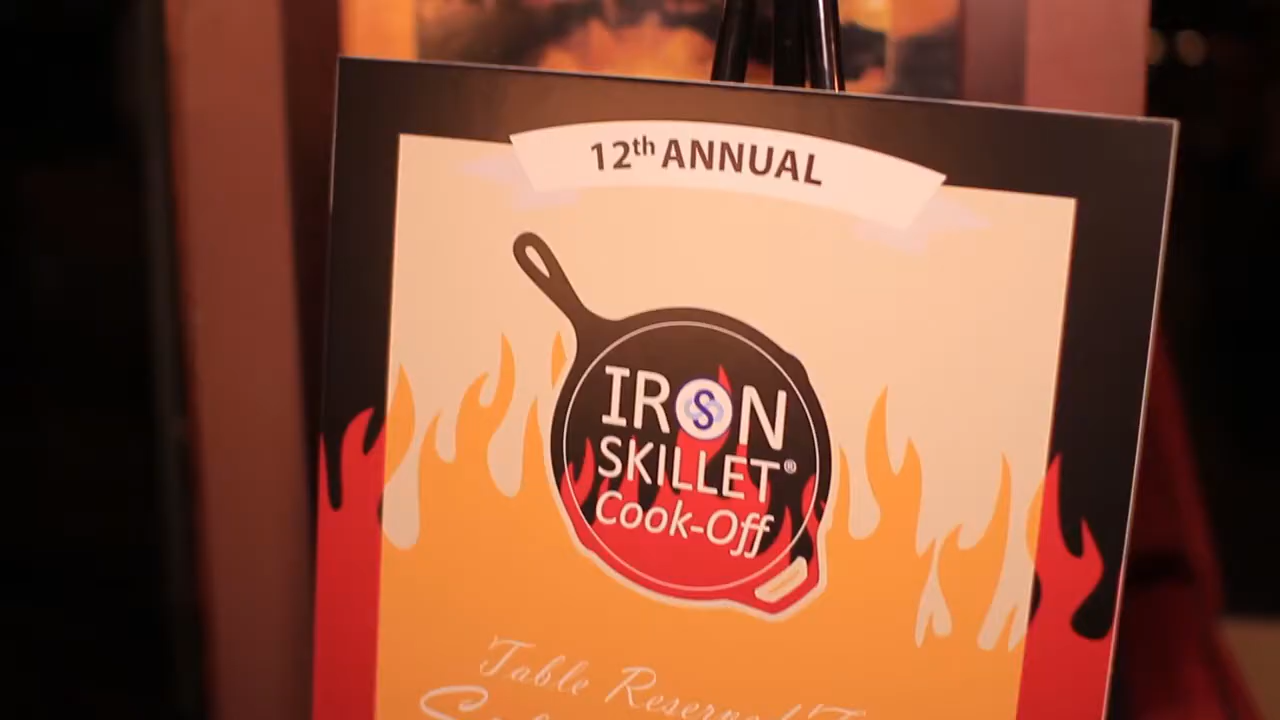 12th ANNUAL
IRON
SKILLET®
Cook-Off
Table Reserved